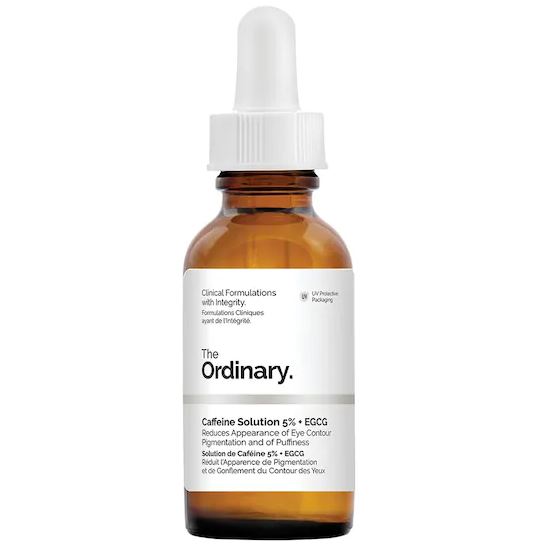 Clinical Formulations
with Integrity.
Formulations Cliniques
ayant de l'Intégrité.
UV
UV Protective
Packaging
The
Ordinary.
Caffeine Solution 5% + EGCG
Reduces Appearance of Eye Contour
Pigmentation and of Puffiness
Solution de Caféine 5% + EGCG
Réduit l'Apparence de Pigmentation
et de Gonflement du Contour des Yeux